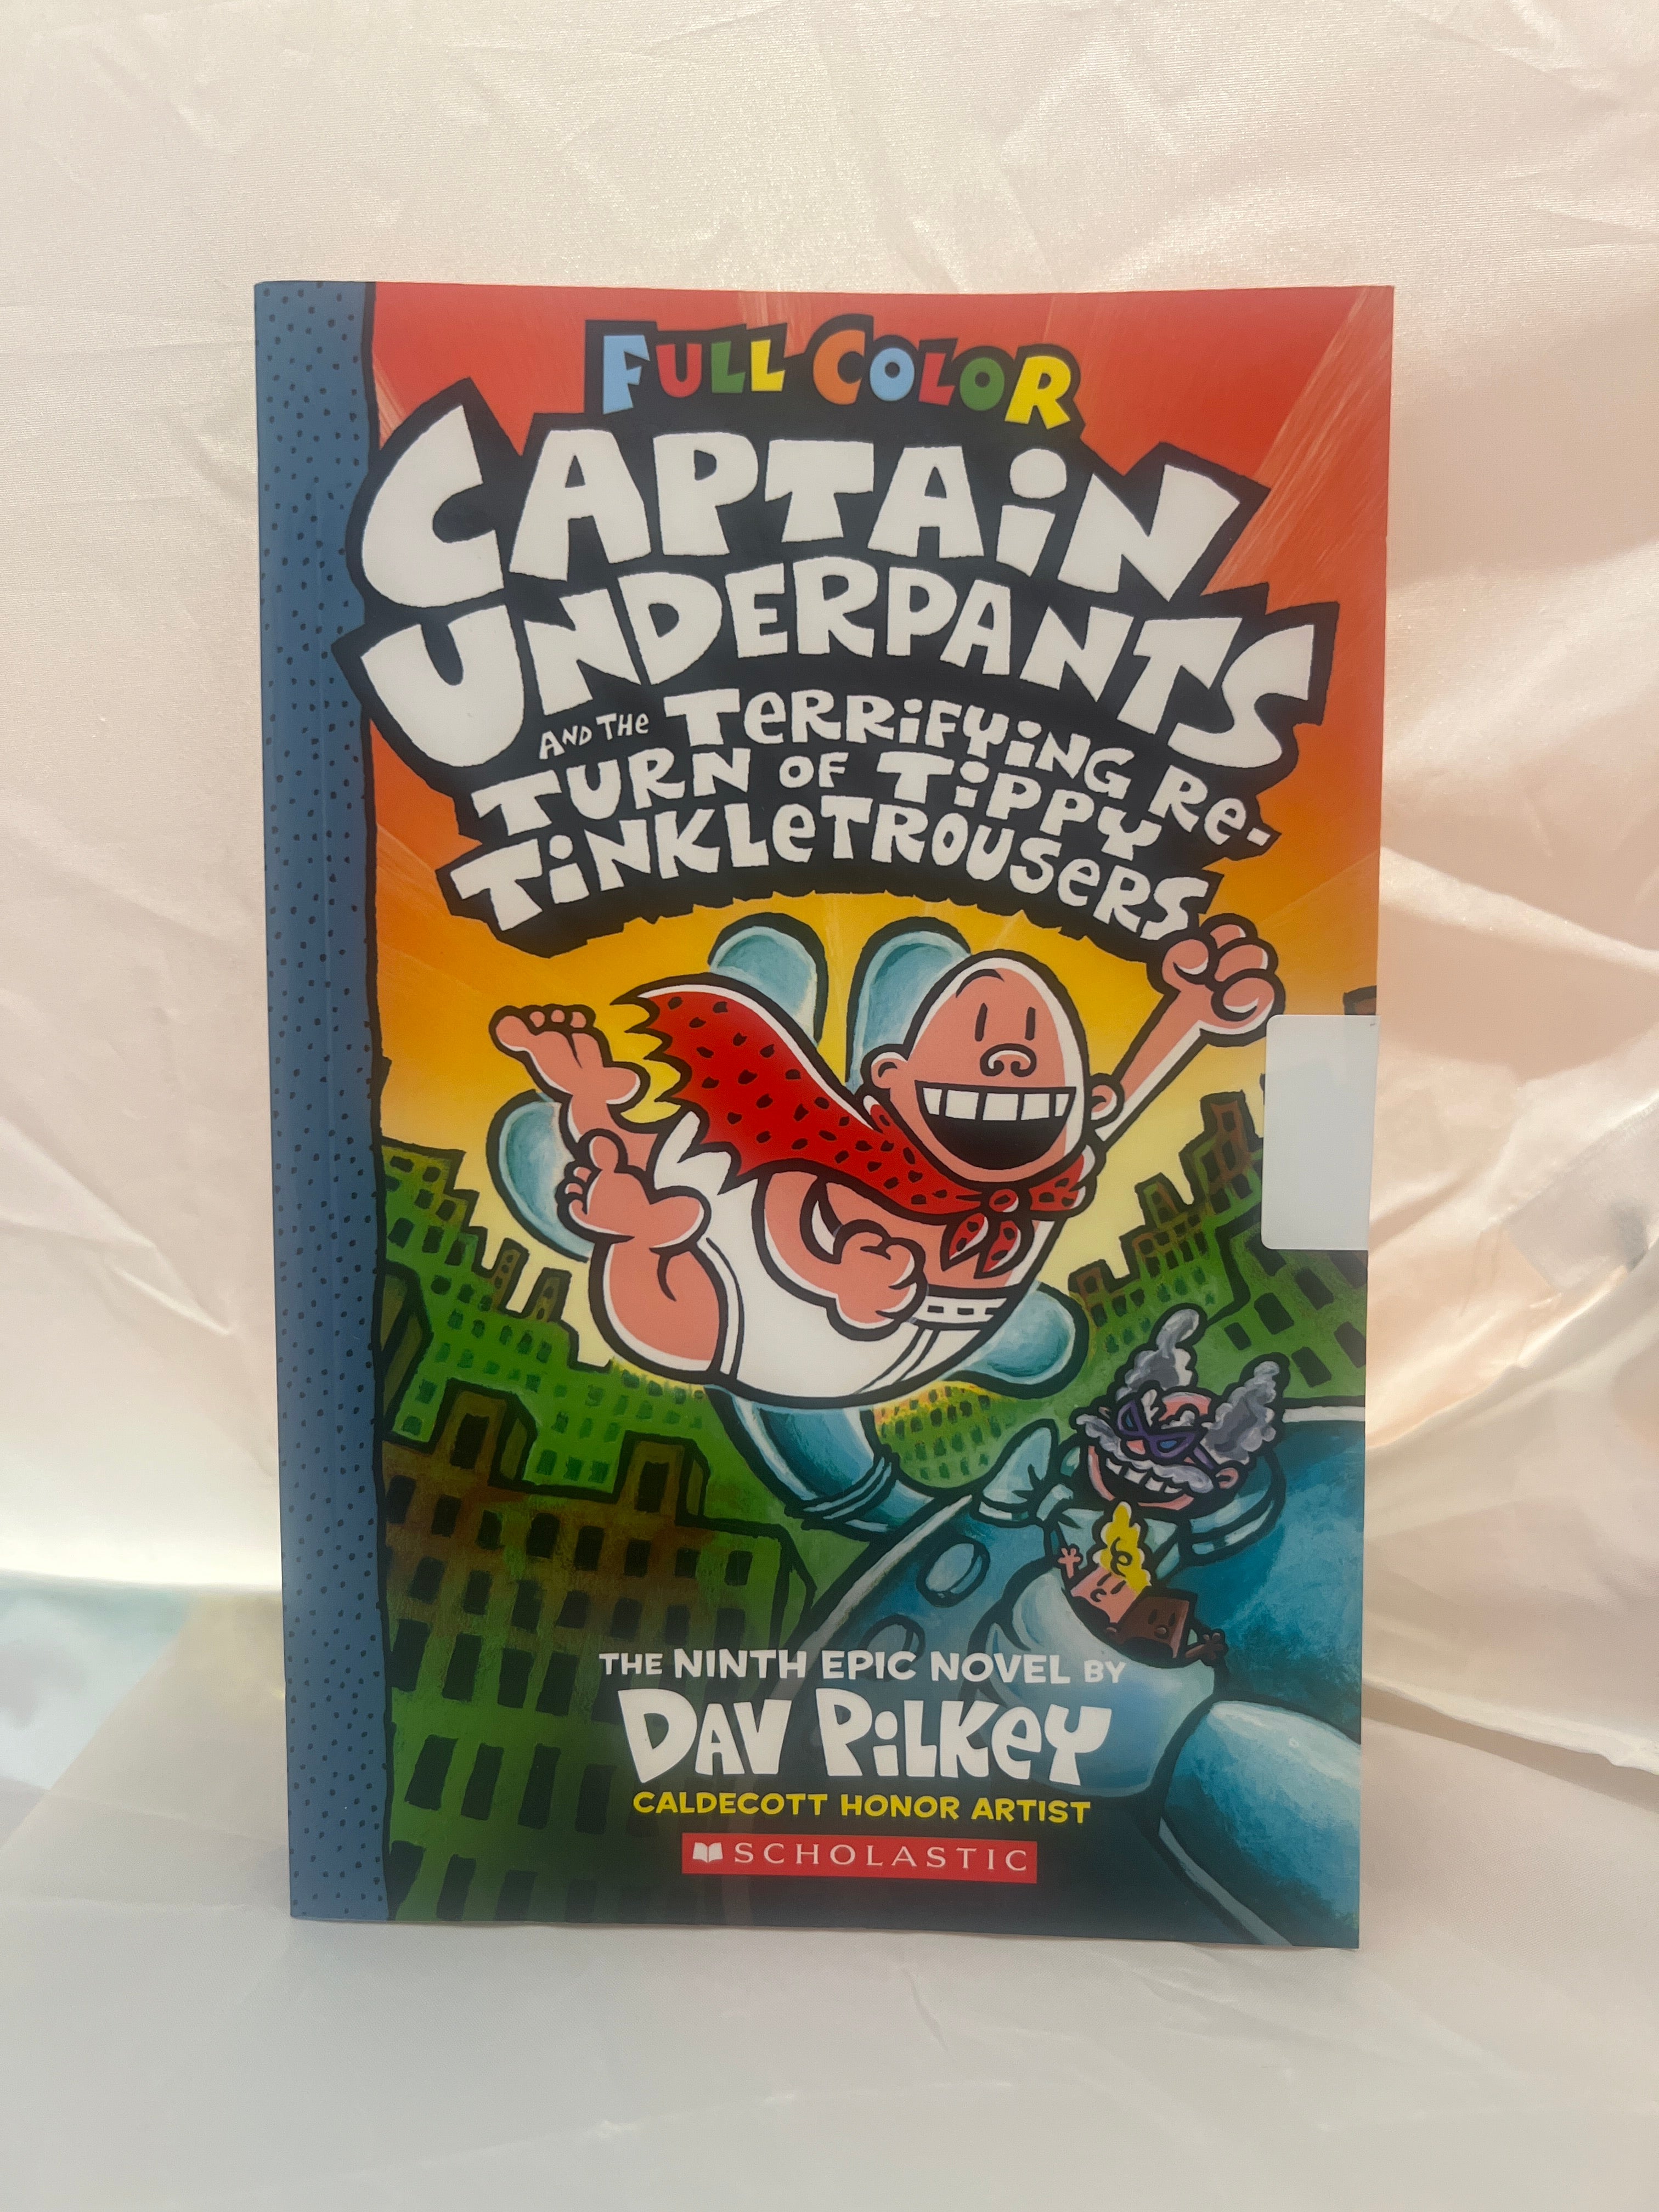 FULL COLOR
CAPTAiN
UNDERPANTS
AND THe TeRRiFYiNG Re-
TURN OF TiPPY
TiNKLeTROUSeRS
THE NINTH EPIC NOVEL BY
DAV PiLKeY
CALDECOTT HONOR ARTIST
SCHOLASTIC